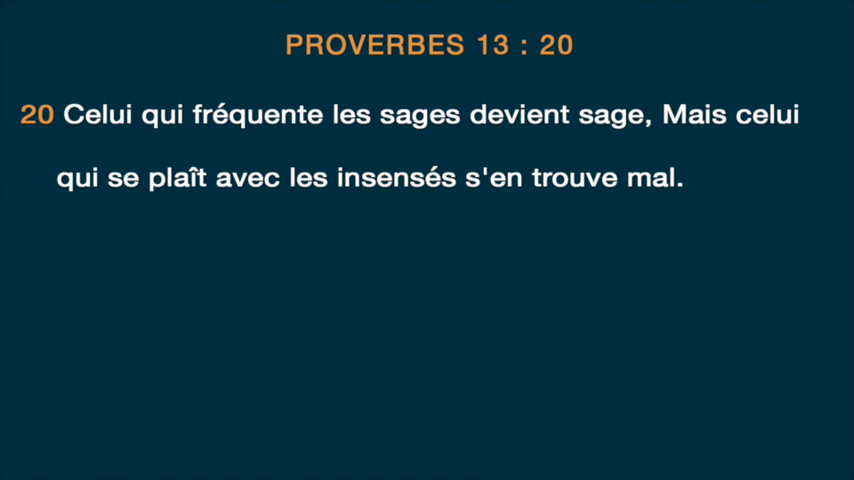 PROVERBES 13 : 20
20 Celui qui fréquente les sages devient sage, Mais celui
qui se plaît avec les insensés s'en trouve mal.